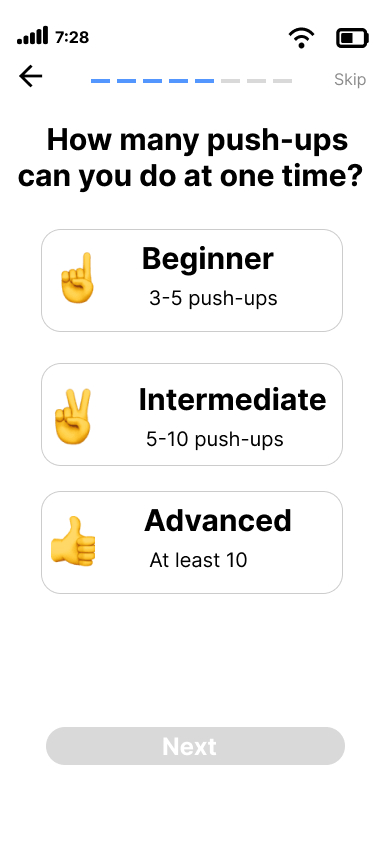 7:28
Skip
How many push-ups
can you do at one time?
Beginner
3-5 push-ups
Intermediate
5-10 push-ups
Advanced
At least 10
Next